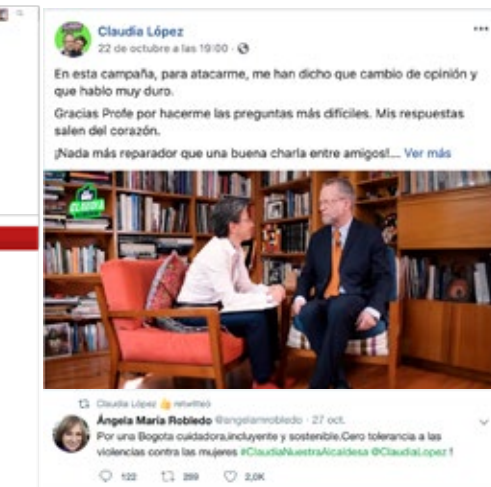 Claudia López
22 de octubre a las 19:00 ·
En esta campaña, para atacarme, me han dicho que cambio de opinión y
que hablo muy duro.
Gracias Profe por hacerme las preguntas más difíciles. Mis respuestas
salen del corazón.
¡Nada más reparador que una buena charla entre amigos!... Ver más
CLAUDIA
Claudia López retwitteó
Ángela María Robledo @angelamrobledo · 27 oct.
Por una Bogota cuidadora,incluyente y sostenible.Cero tolerancia a las
violencias contra las mujeres #ClaudiaNuestraAlcaldesa @ClaudiaLopez !
122 259 2,0K